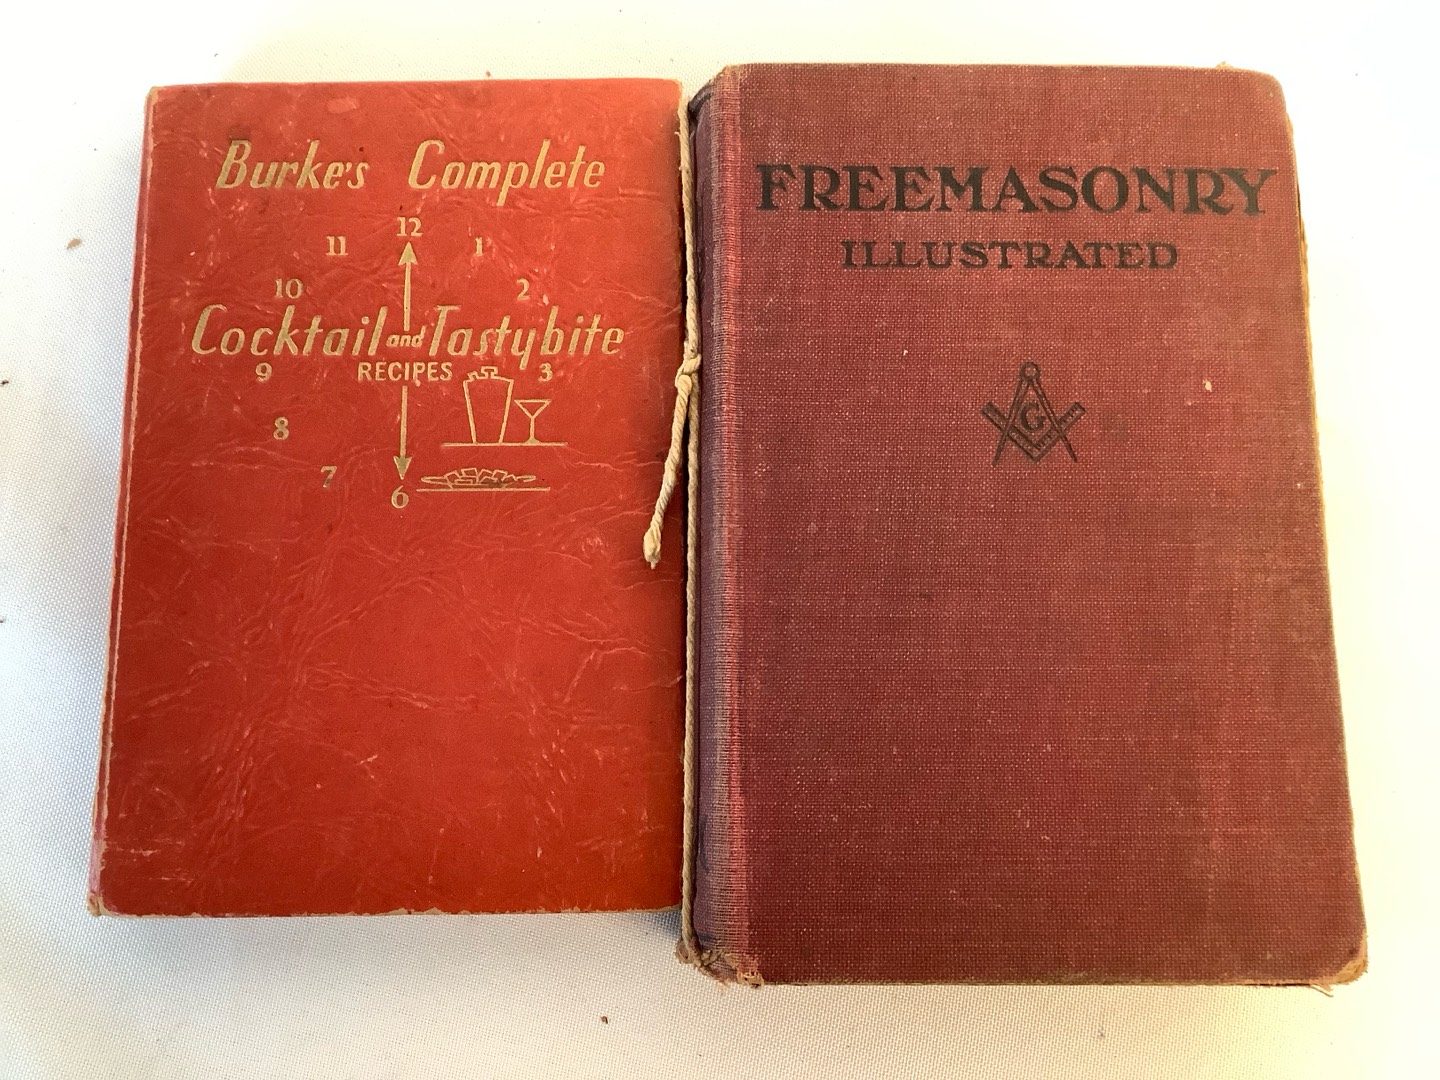 Burke's Complete
12
11 1
10 2
Cocktail and Tastybite
9 RECIPES 3
8
7
6
FREEMASONRY
ILLUSTRATED
G